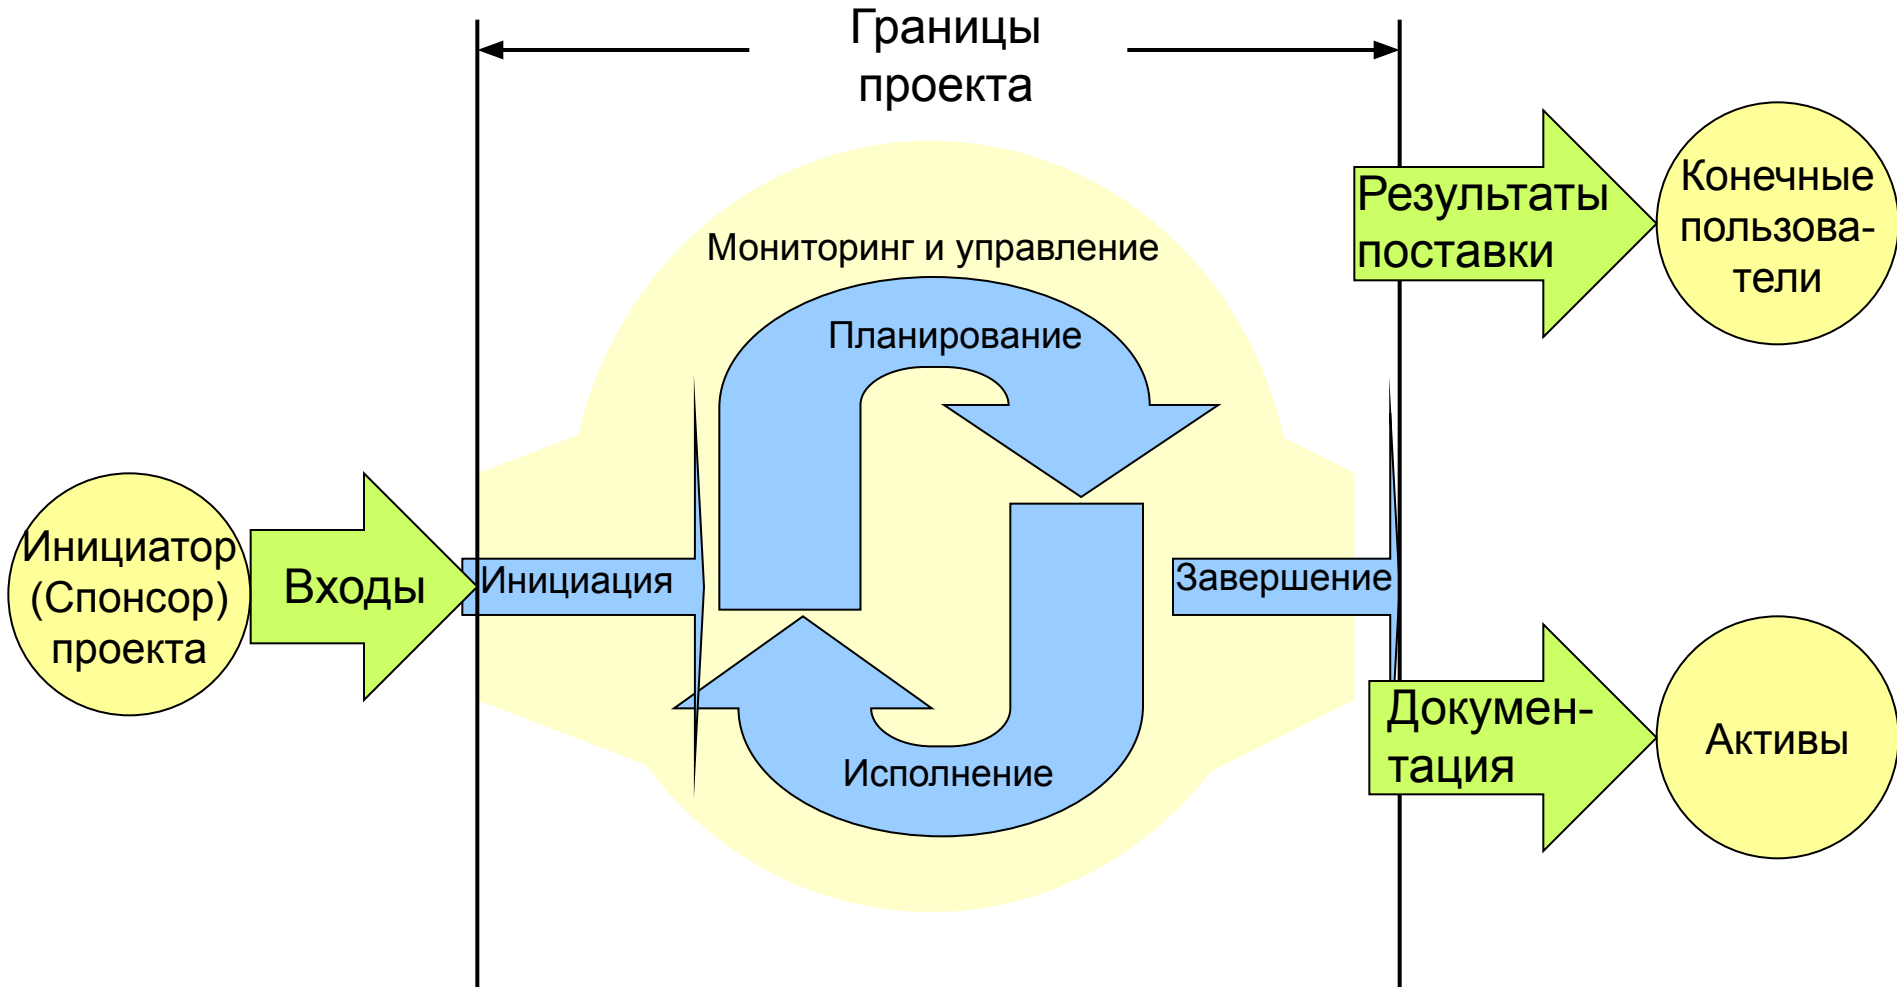 Границы
проекта
Мониторинг и управление
Планирование
Инициатор
(Спонсор)
проекта
Входы
Инициация
Исполнение
Завершение
Результаты
поставки
Конечные
пользова-
тели
Докумен-
тация
Активы